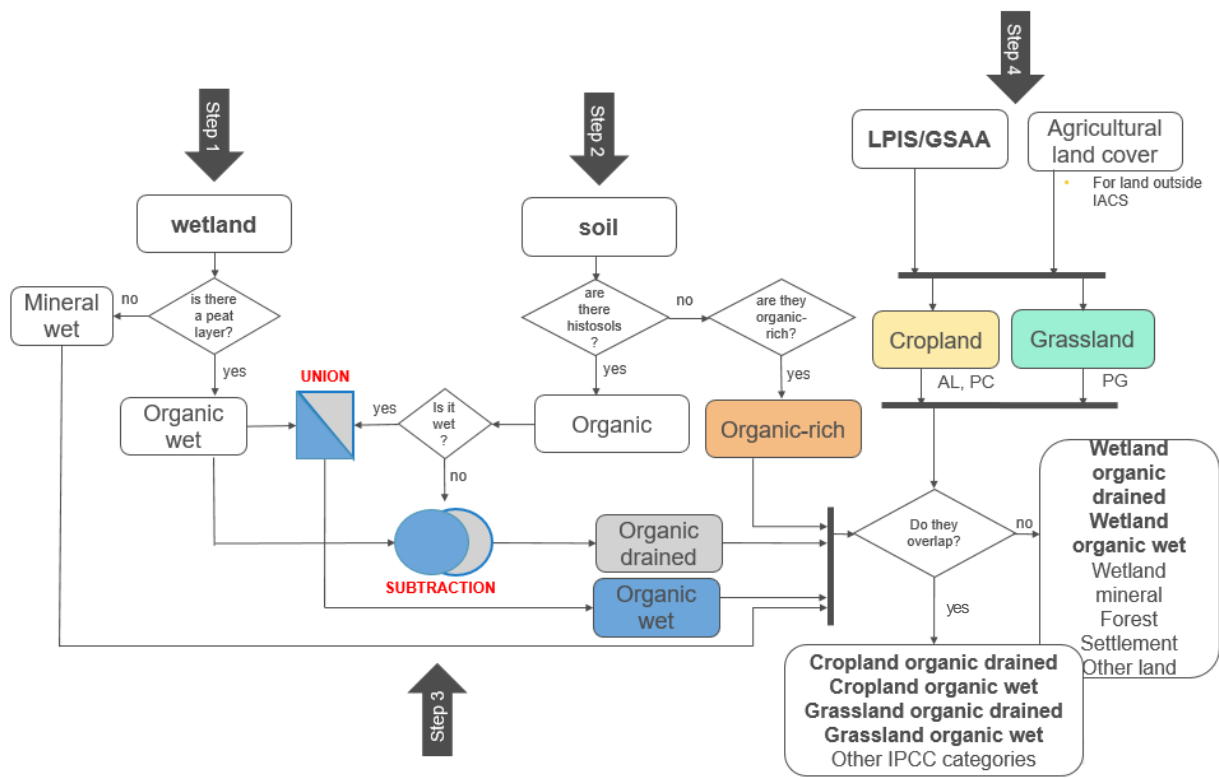 Step 1
Step 2
Step 4
LPIS/GSAA
Agricultural
land cover
• For land outside
IACS
wetland
soil
Mineral
wet
no
is there
a peat
layer?
yes
are
there
histosols
?
no
are they
organic-
rich?
yes
yes
Cropland
Grassland
AL, PC
PG
UNION
Organic
wet
yes
Is it
wet
?
no
Organic
Organic-rich
SUBTRACTION
Organic
drained
Organic
wet
Do they
overlap?
no
yes
Wetland
organic
drained
Wetland
organic wet
Wetland
mineral
Forest
Settlement
Other land
Step 3
Cropland organic drained
Cropland organic wet
Grassland organic drained
Grassland organic wet
Other IPCC categories